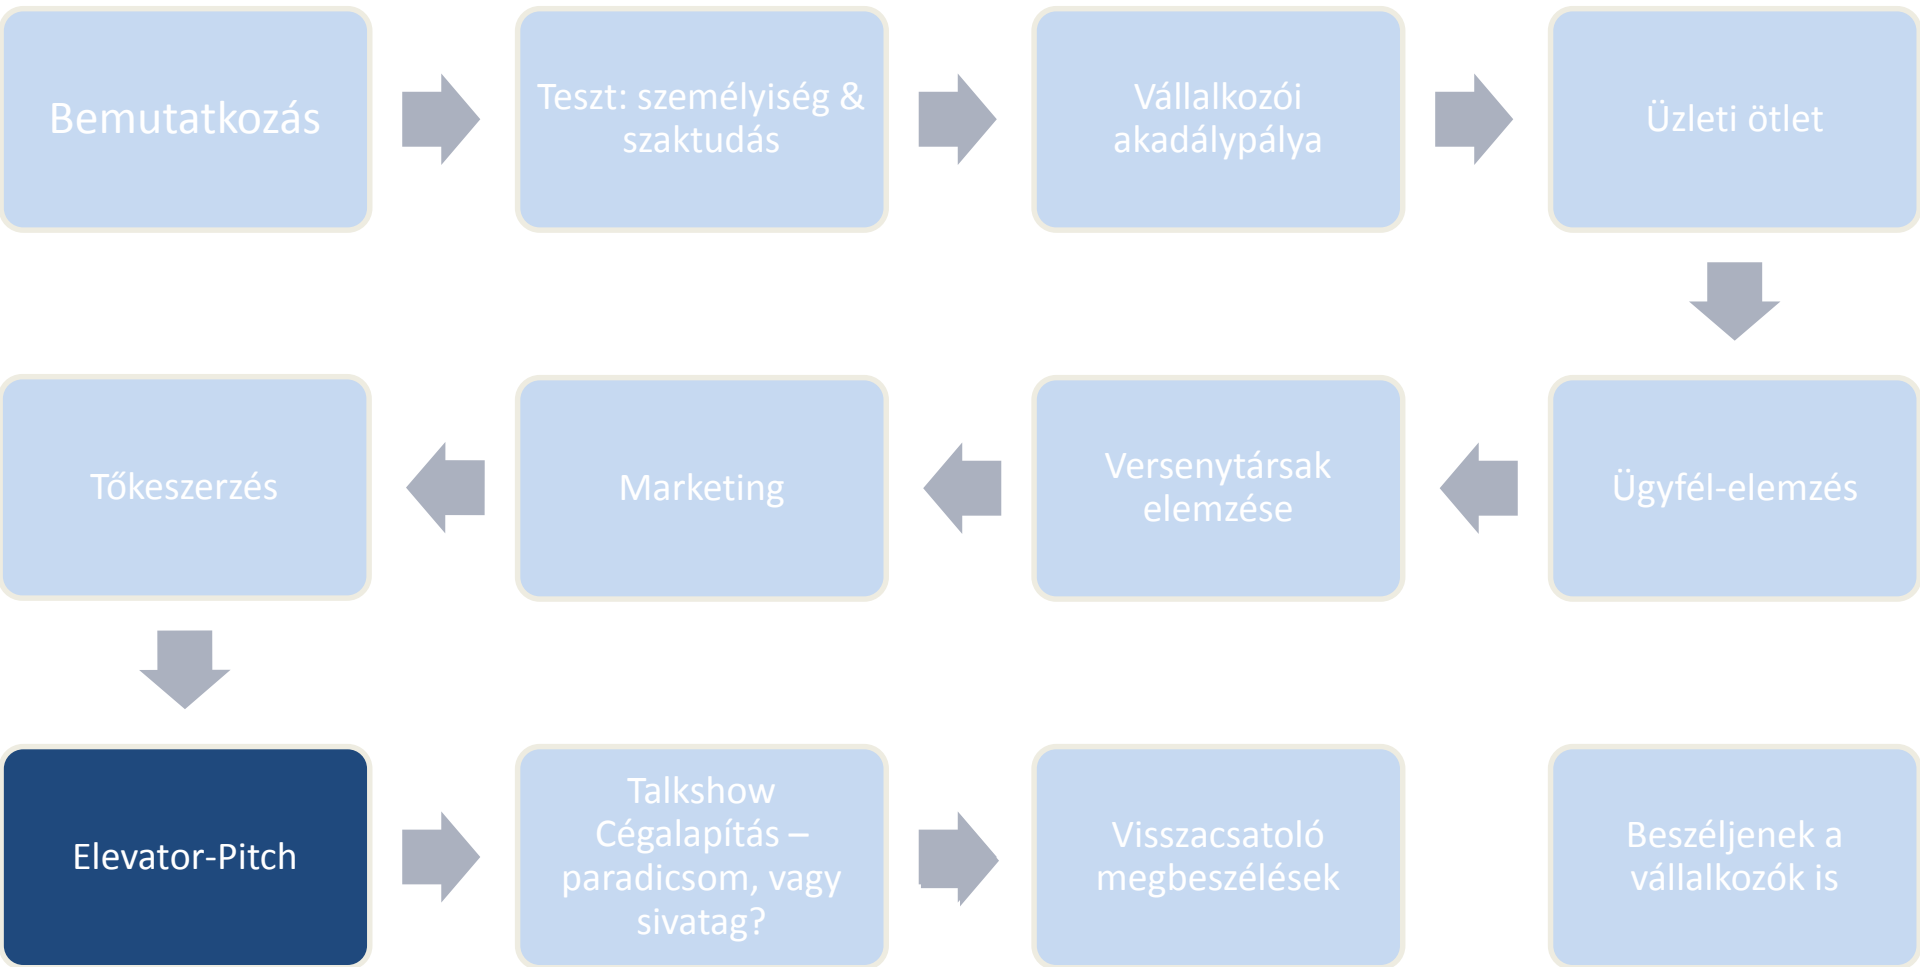 Bemutatkozás
Teszt: személyiség &
szaktudás
Vállalkozói
akadálypálya
Üzleti ötlet
Tőkeszerzés
Marketing
Versenytársak
elemzése
Ügyfél-elemzés
Elevator-Pitch
Talkshow
Cégalapítás –
paradicsom, vagy
sivatag?
Visszacsatoló
megbeszélések
Beszéljenek a
vállalkozók is